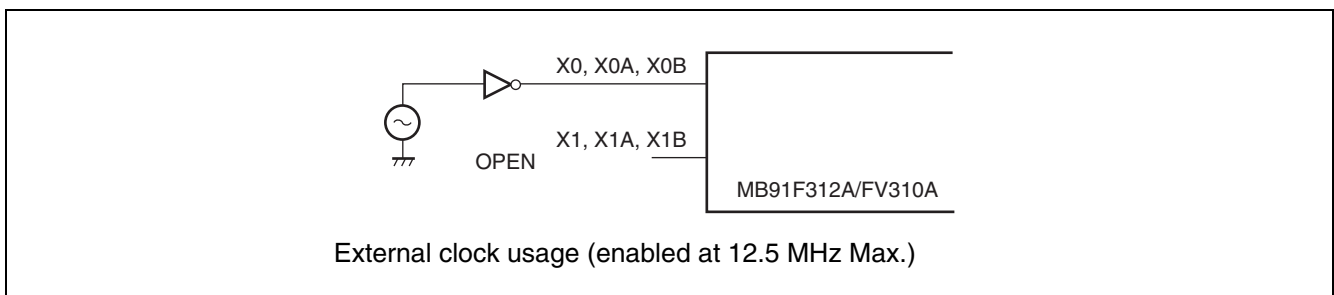 X0, X0A, X0B
X1, X1A, X1B
OPEN
MB91F312A/FV310A
External clock usage (enabled at 12.5 MHz Max.)